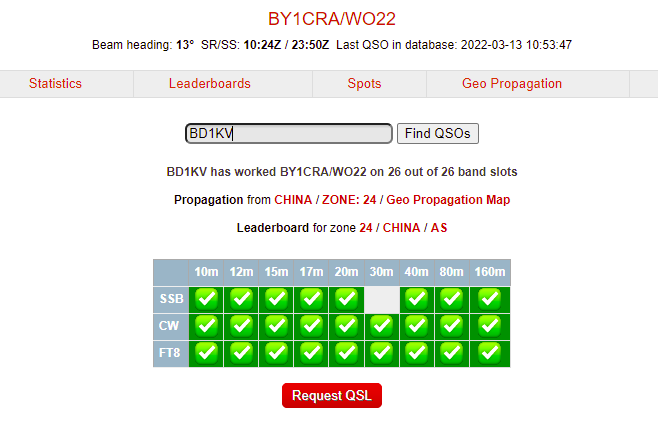 BY1CRA/WO22
Beam heading: 13° SR/SS: 10:24Z / 23:50Z Last QSO in database: 2022-03-13 10:53:47
Statistics Leaderboards Spots Geo Propagation
BD1KV Find QSOs
BD1KV has worked BY1CRA/WO22 on 26 out of 26 band slots
Propagation from CHINA / ZONE: 24 / Geo Propagation Map
Leaderboard for zone 24 / CHINA / AS
10m 12m 15m 17m 20m 30m 40m 80m 160m
SSB
CW
FT8
Request QSL